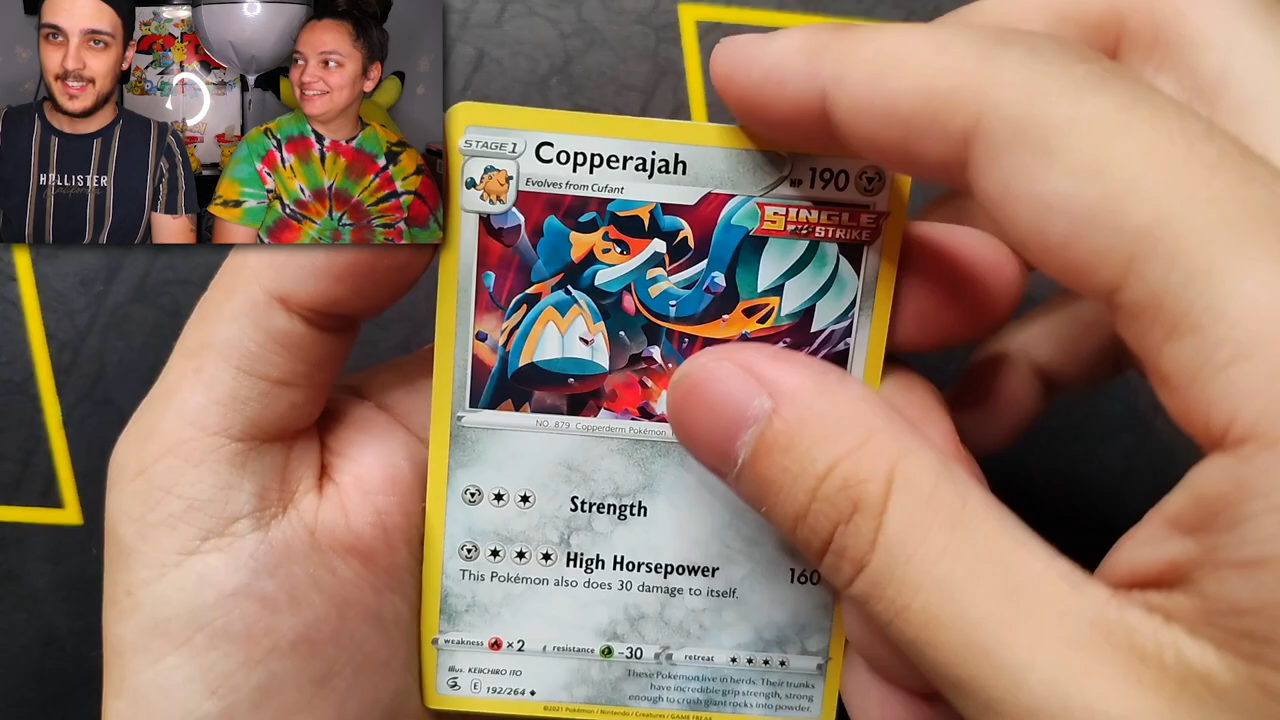 HOLLISTER
California
STAGE 1
Copperajah
HP 190
Evolves from Cufant
SINGLE
STRIKE
NO. 879 Copperderm Pokémon
Strength
High Horsepower 160
This Pokémon also does 30 damage to itself.
weakness ×2 resistance -30 retreat
Illus. KEIICHIRO ITO
E 192/264
These Pokémon live in herds. Their trunks
have incredible grip strength, strong
enough to crush giant rocks into powder.
©2021 Pokémon / Nintendo / Creatures / GAME FREAK